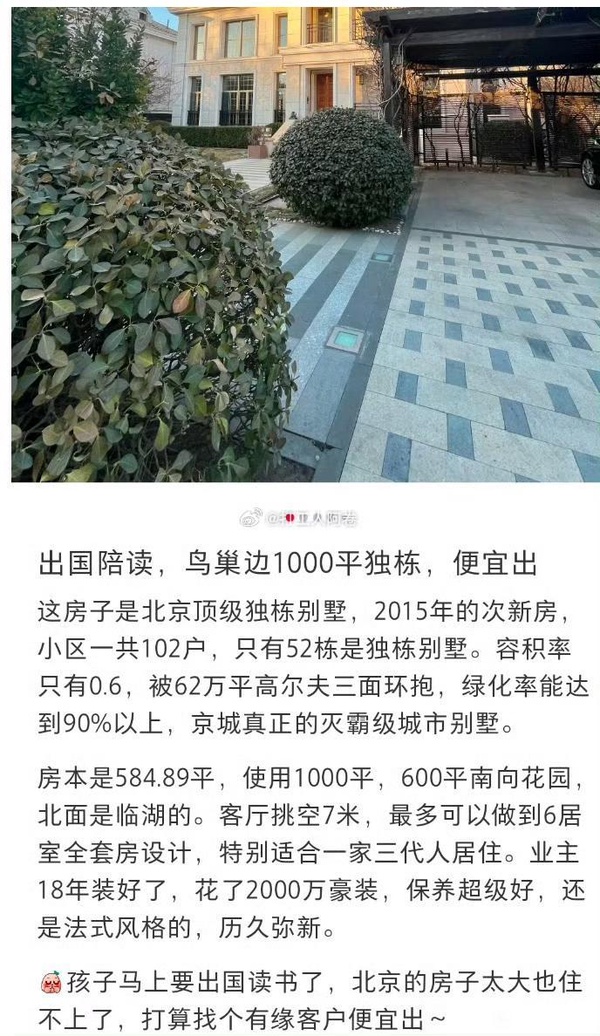 出国陪读，鸟巢边1000平独栋，便宜出
这房子是北京顶级独栋别墅，2015年的次新房，
小区一共102户，只有52栋是独栋别墅。容积率
只有0.6，被62万平高尔夫三面环抱，绿化率能达
到90%以上，京城真正的灭霸级城市别墅。
房本是584.89平，使用1000平，600平南向花园，
北面是临湖的。客厅挑空7米，最多可以做到6居
室全套房设计，特别适合一家三代人居住。业主
18年装好了，花了2000万豪装，保养超级好，还
是法式风格的，历久弥新。
孩子马上要出国读书了，北京的房子太大也住
不上了，打算找个有缘客户便宜出～